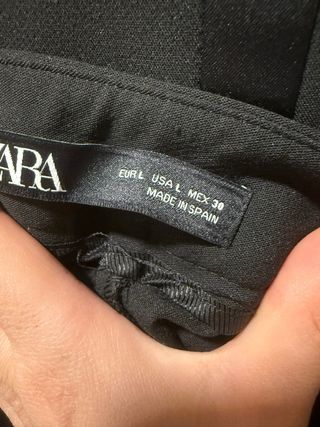 ZARA
EUR L USA L MEX 30
MADE IN SPAIN